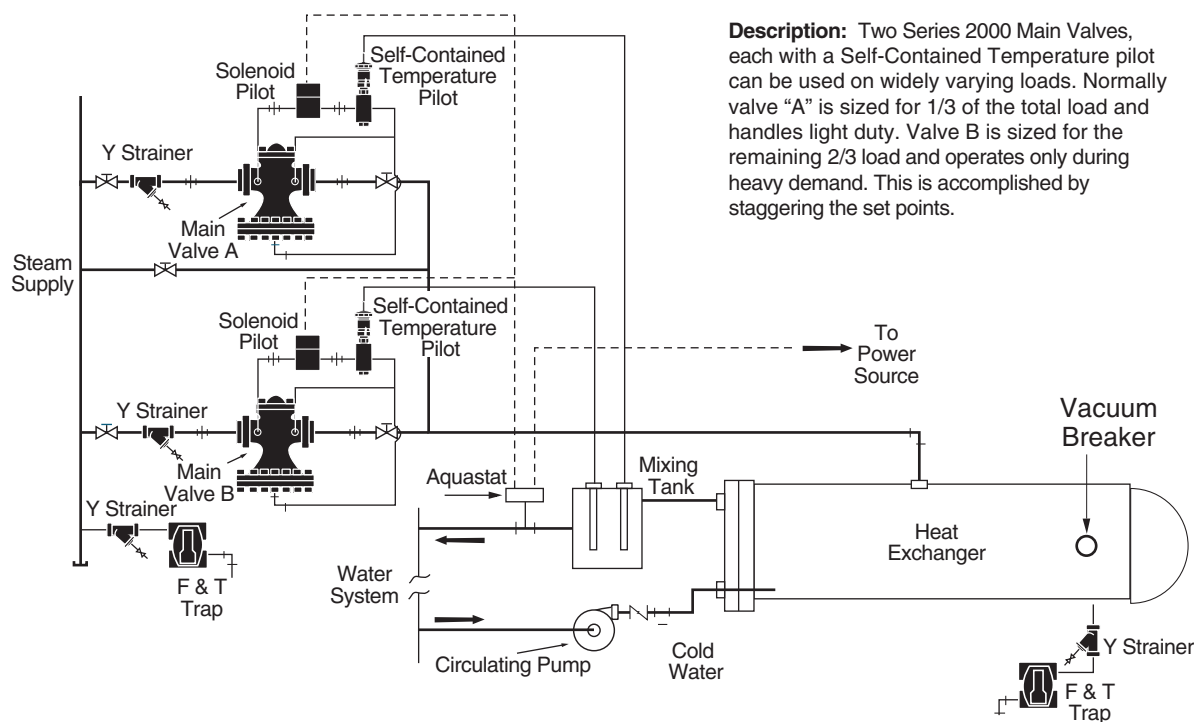 Description: Two Series 2000 Main Valves,
each with a Self-Contained Temperature pilot
can be used on widely varying loads. Normally
valve “A” is sized for 1/3 of the total load and
handles light duty. Valve B is sized for the
remaining 2/3 load and operates only during
heavy demand. This is accomplished by
staggering the set points.
Self-Contained
Temperature
Pilot
Solenoid
Pilot
Y Strainer
Main
Valve A
Steam
Supply
Self-Contained
Temperature
Pilot
Solenoid
Pilot
To
Power
Source
Y Strainer
Main
Valve B
Vacuum
Breaker
Aquastat
Mixing
Tank
Y Strainer
F & T
Trap
Heat
Exchanger
Water
System
Circulating Pump
Cold
Water
Y Strainer
F & T
Trap